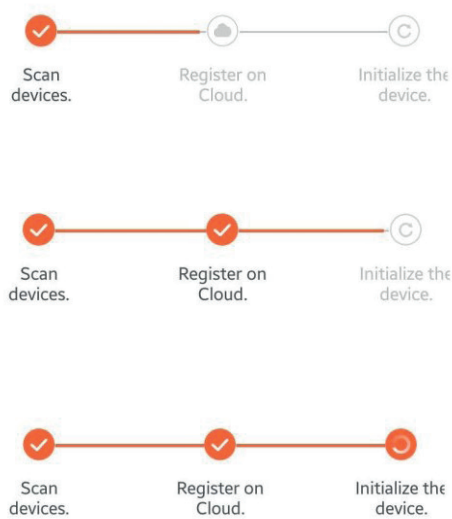 Scan Register on Initialize the
devices. Cloud. device.
Scan Register on Initialize the
devices. Cloud. device.
Scan Register on Initialize the
devices. Cloud. device.